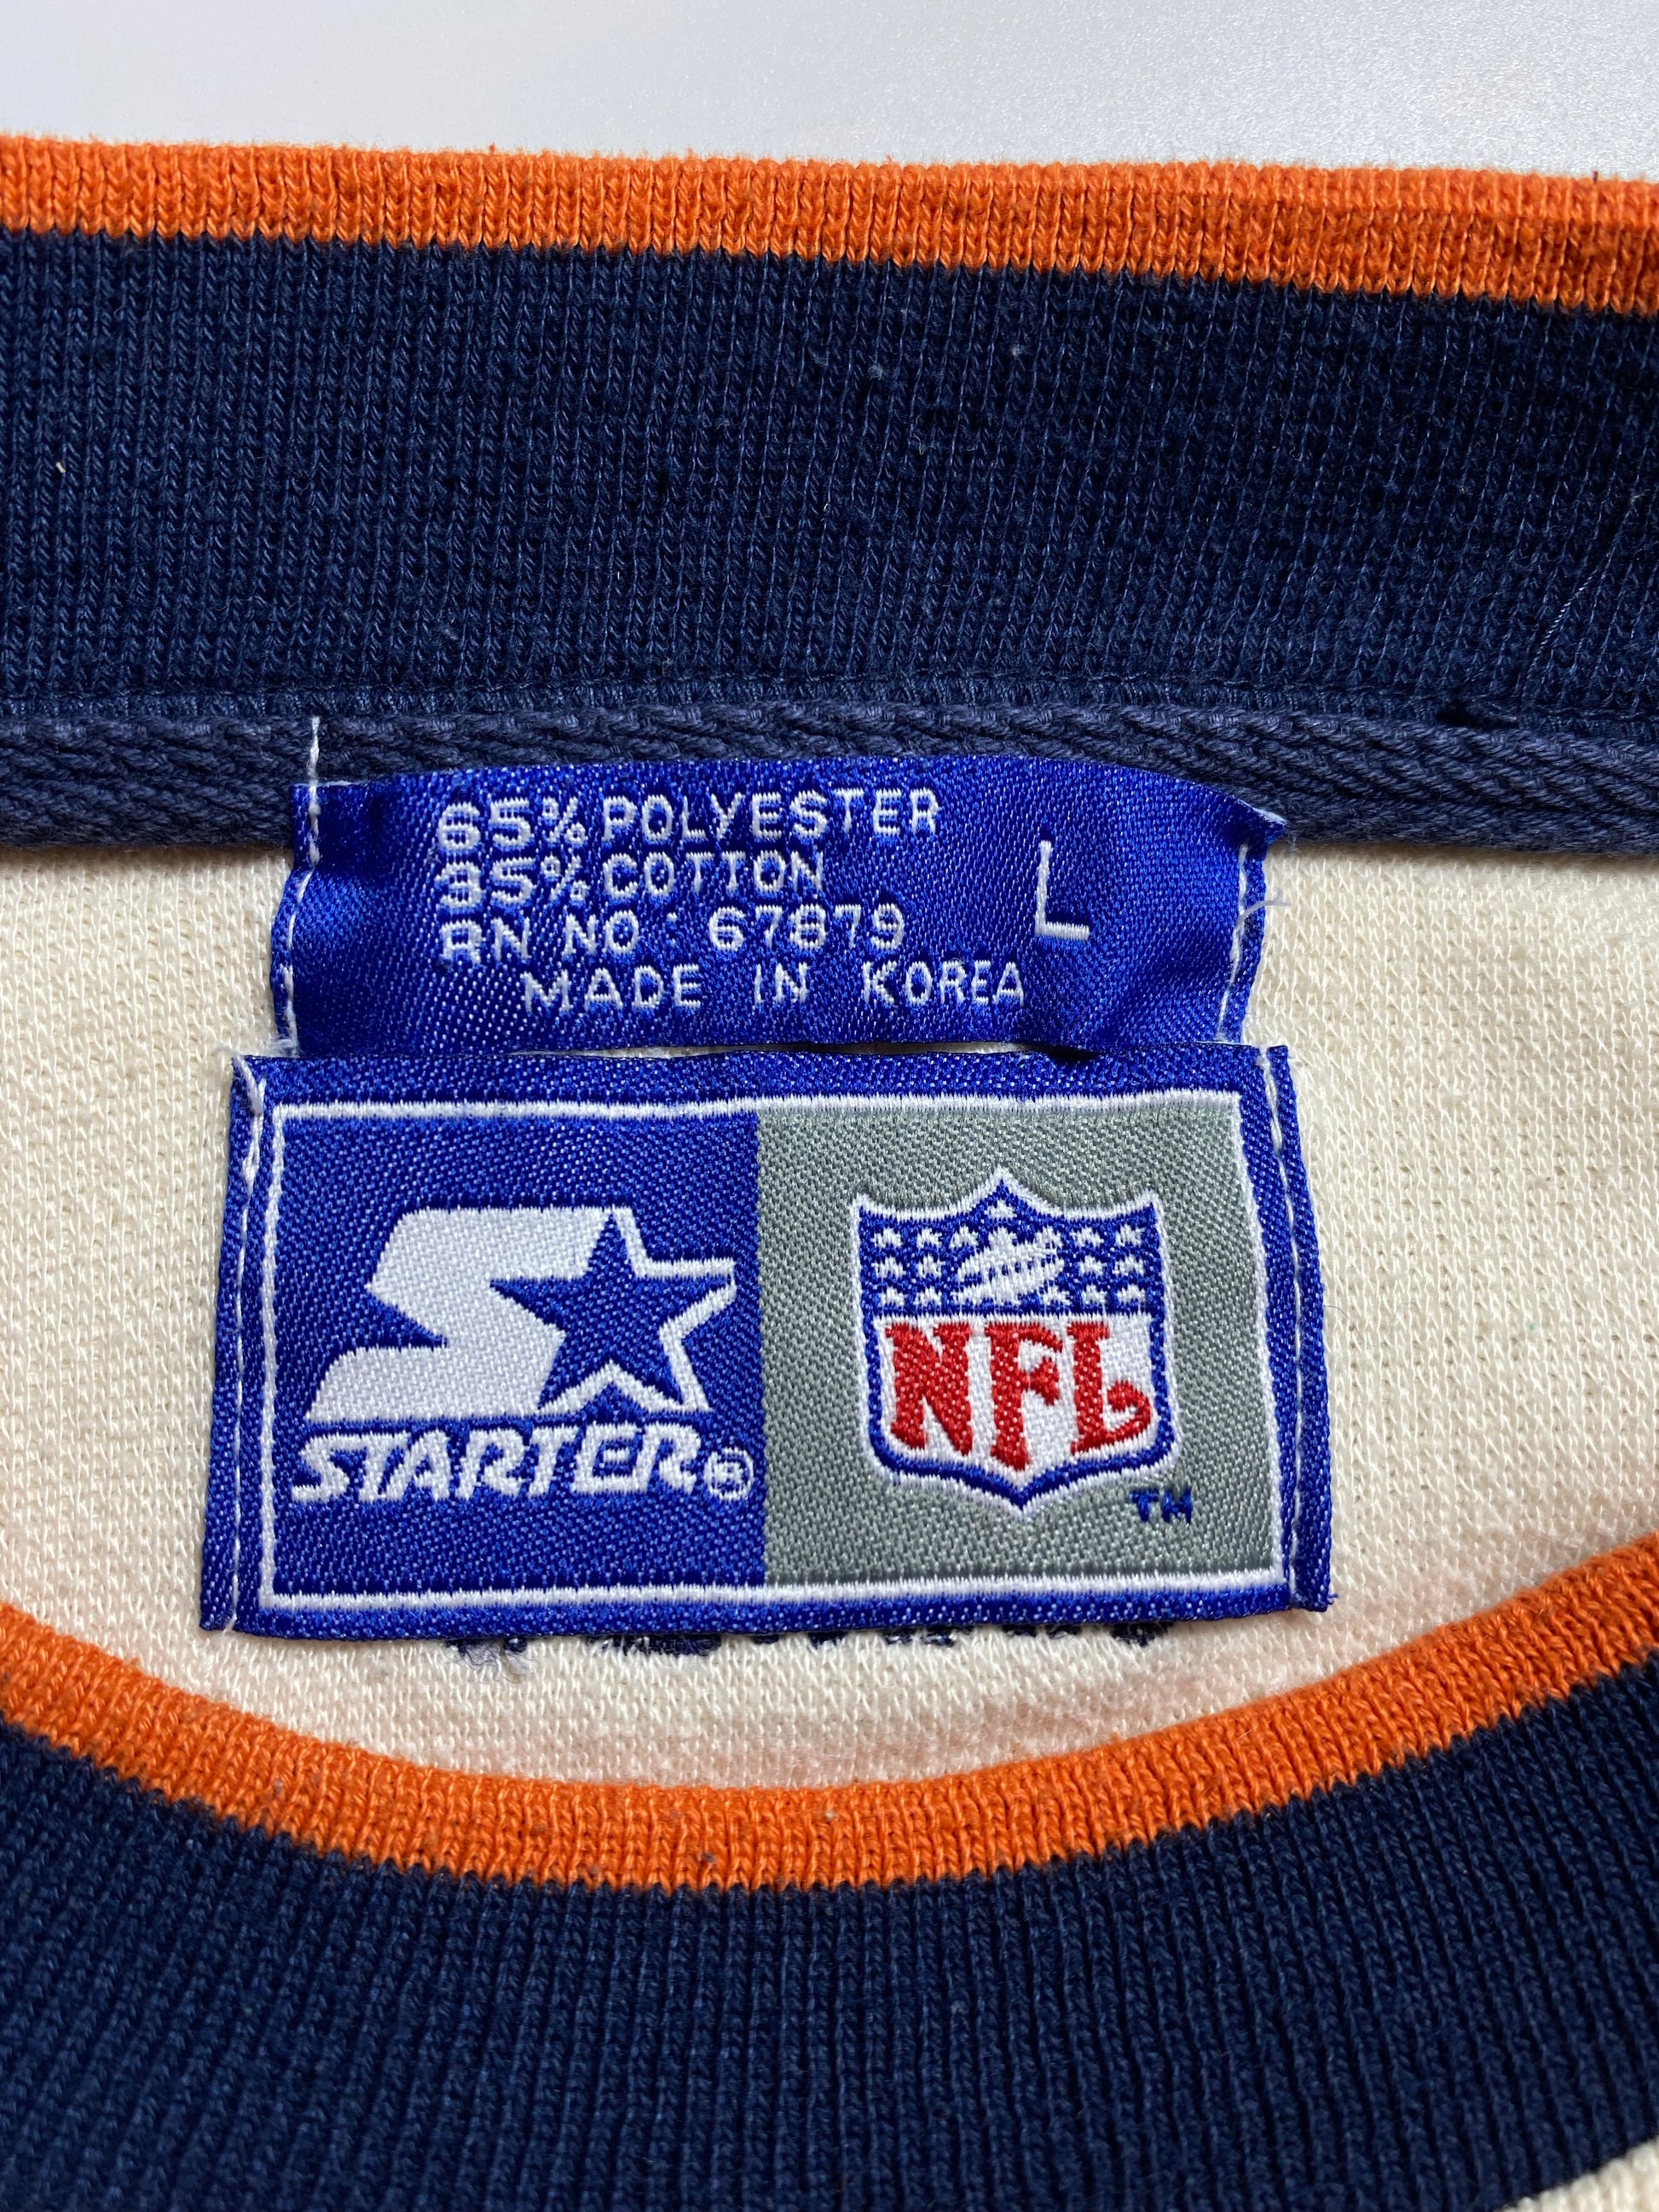 65% POLYESTER
35% COTTON
RN NO : 67879
MADE IN KOREA
L
STARTER®
NFL
TM